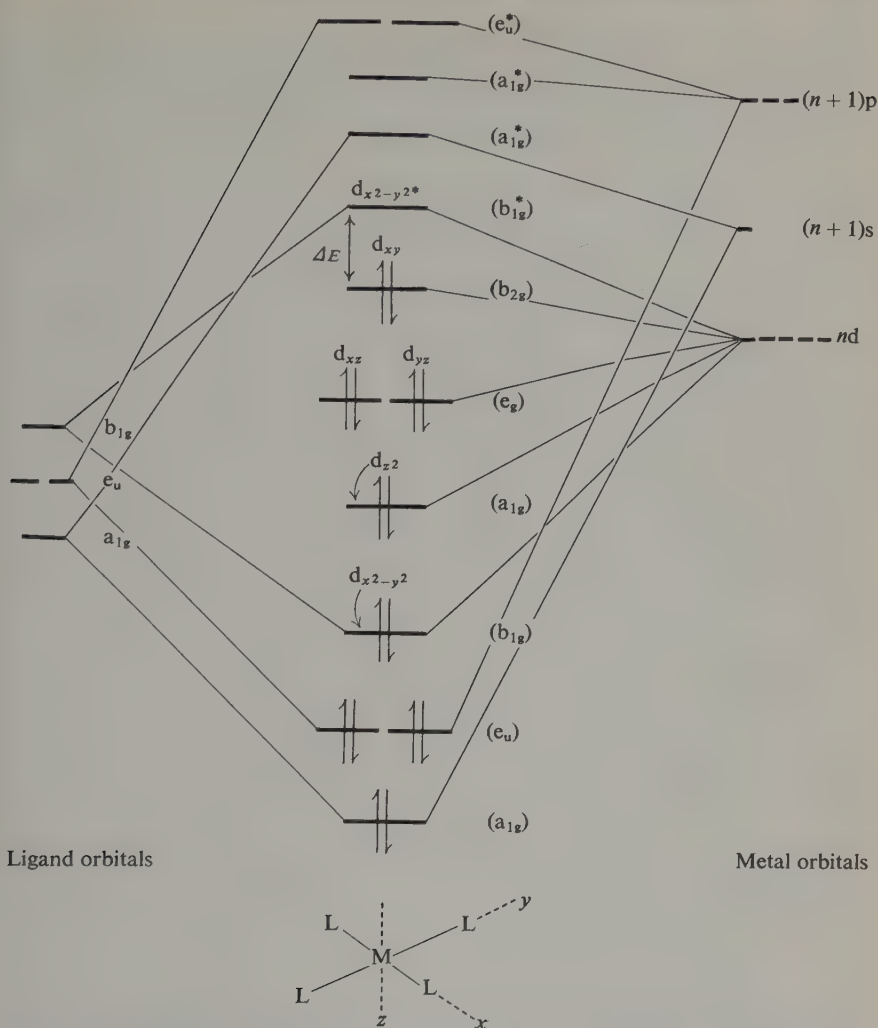 (e*u)
(a*1g)
(n + 1)p
(a*1g)
dx²−y²*
(b*1g)
(n + 1)s
ΔE
dxy
(b2g)
nd
dxz dyz
(eg)
b1g
dz²
eu
(a1g)
a1g
dx²−y²
(b1g)
(eu)
(a1g)
Ligand orbitals
Metal orbitals
y
L
L
M
L
L
z
x